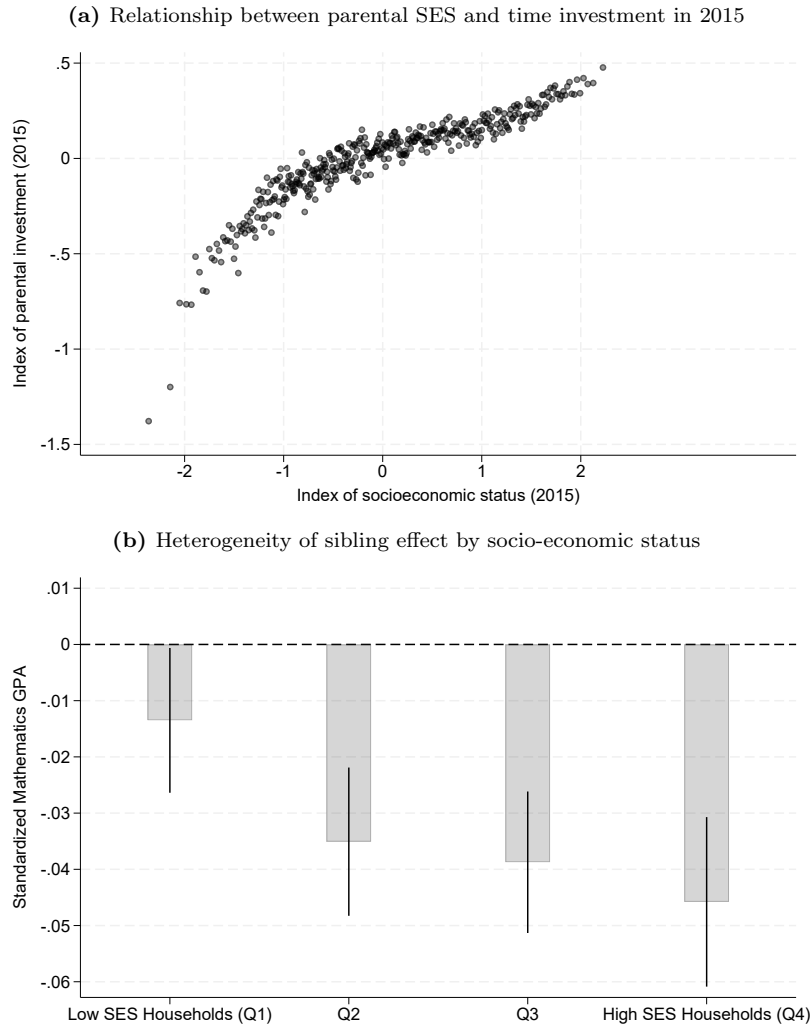 (a) Relationship between parental SES and time investment in 2015
Index of parental investment (2015)
.5
0
-.5
-1
-1.5
-2
-1
0
1
2
Index of socioeconomic status (2015)
(b) Heterogeneity of sibling effect by socio-economic status
Standardized Mathematics GPA
.01
0
-.01
-.02
-.03
-.04
-.05
-.06
Low SES Households (Q1)
Q2
Q3
High SES Households (Q4)